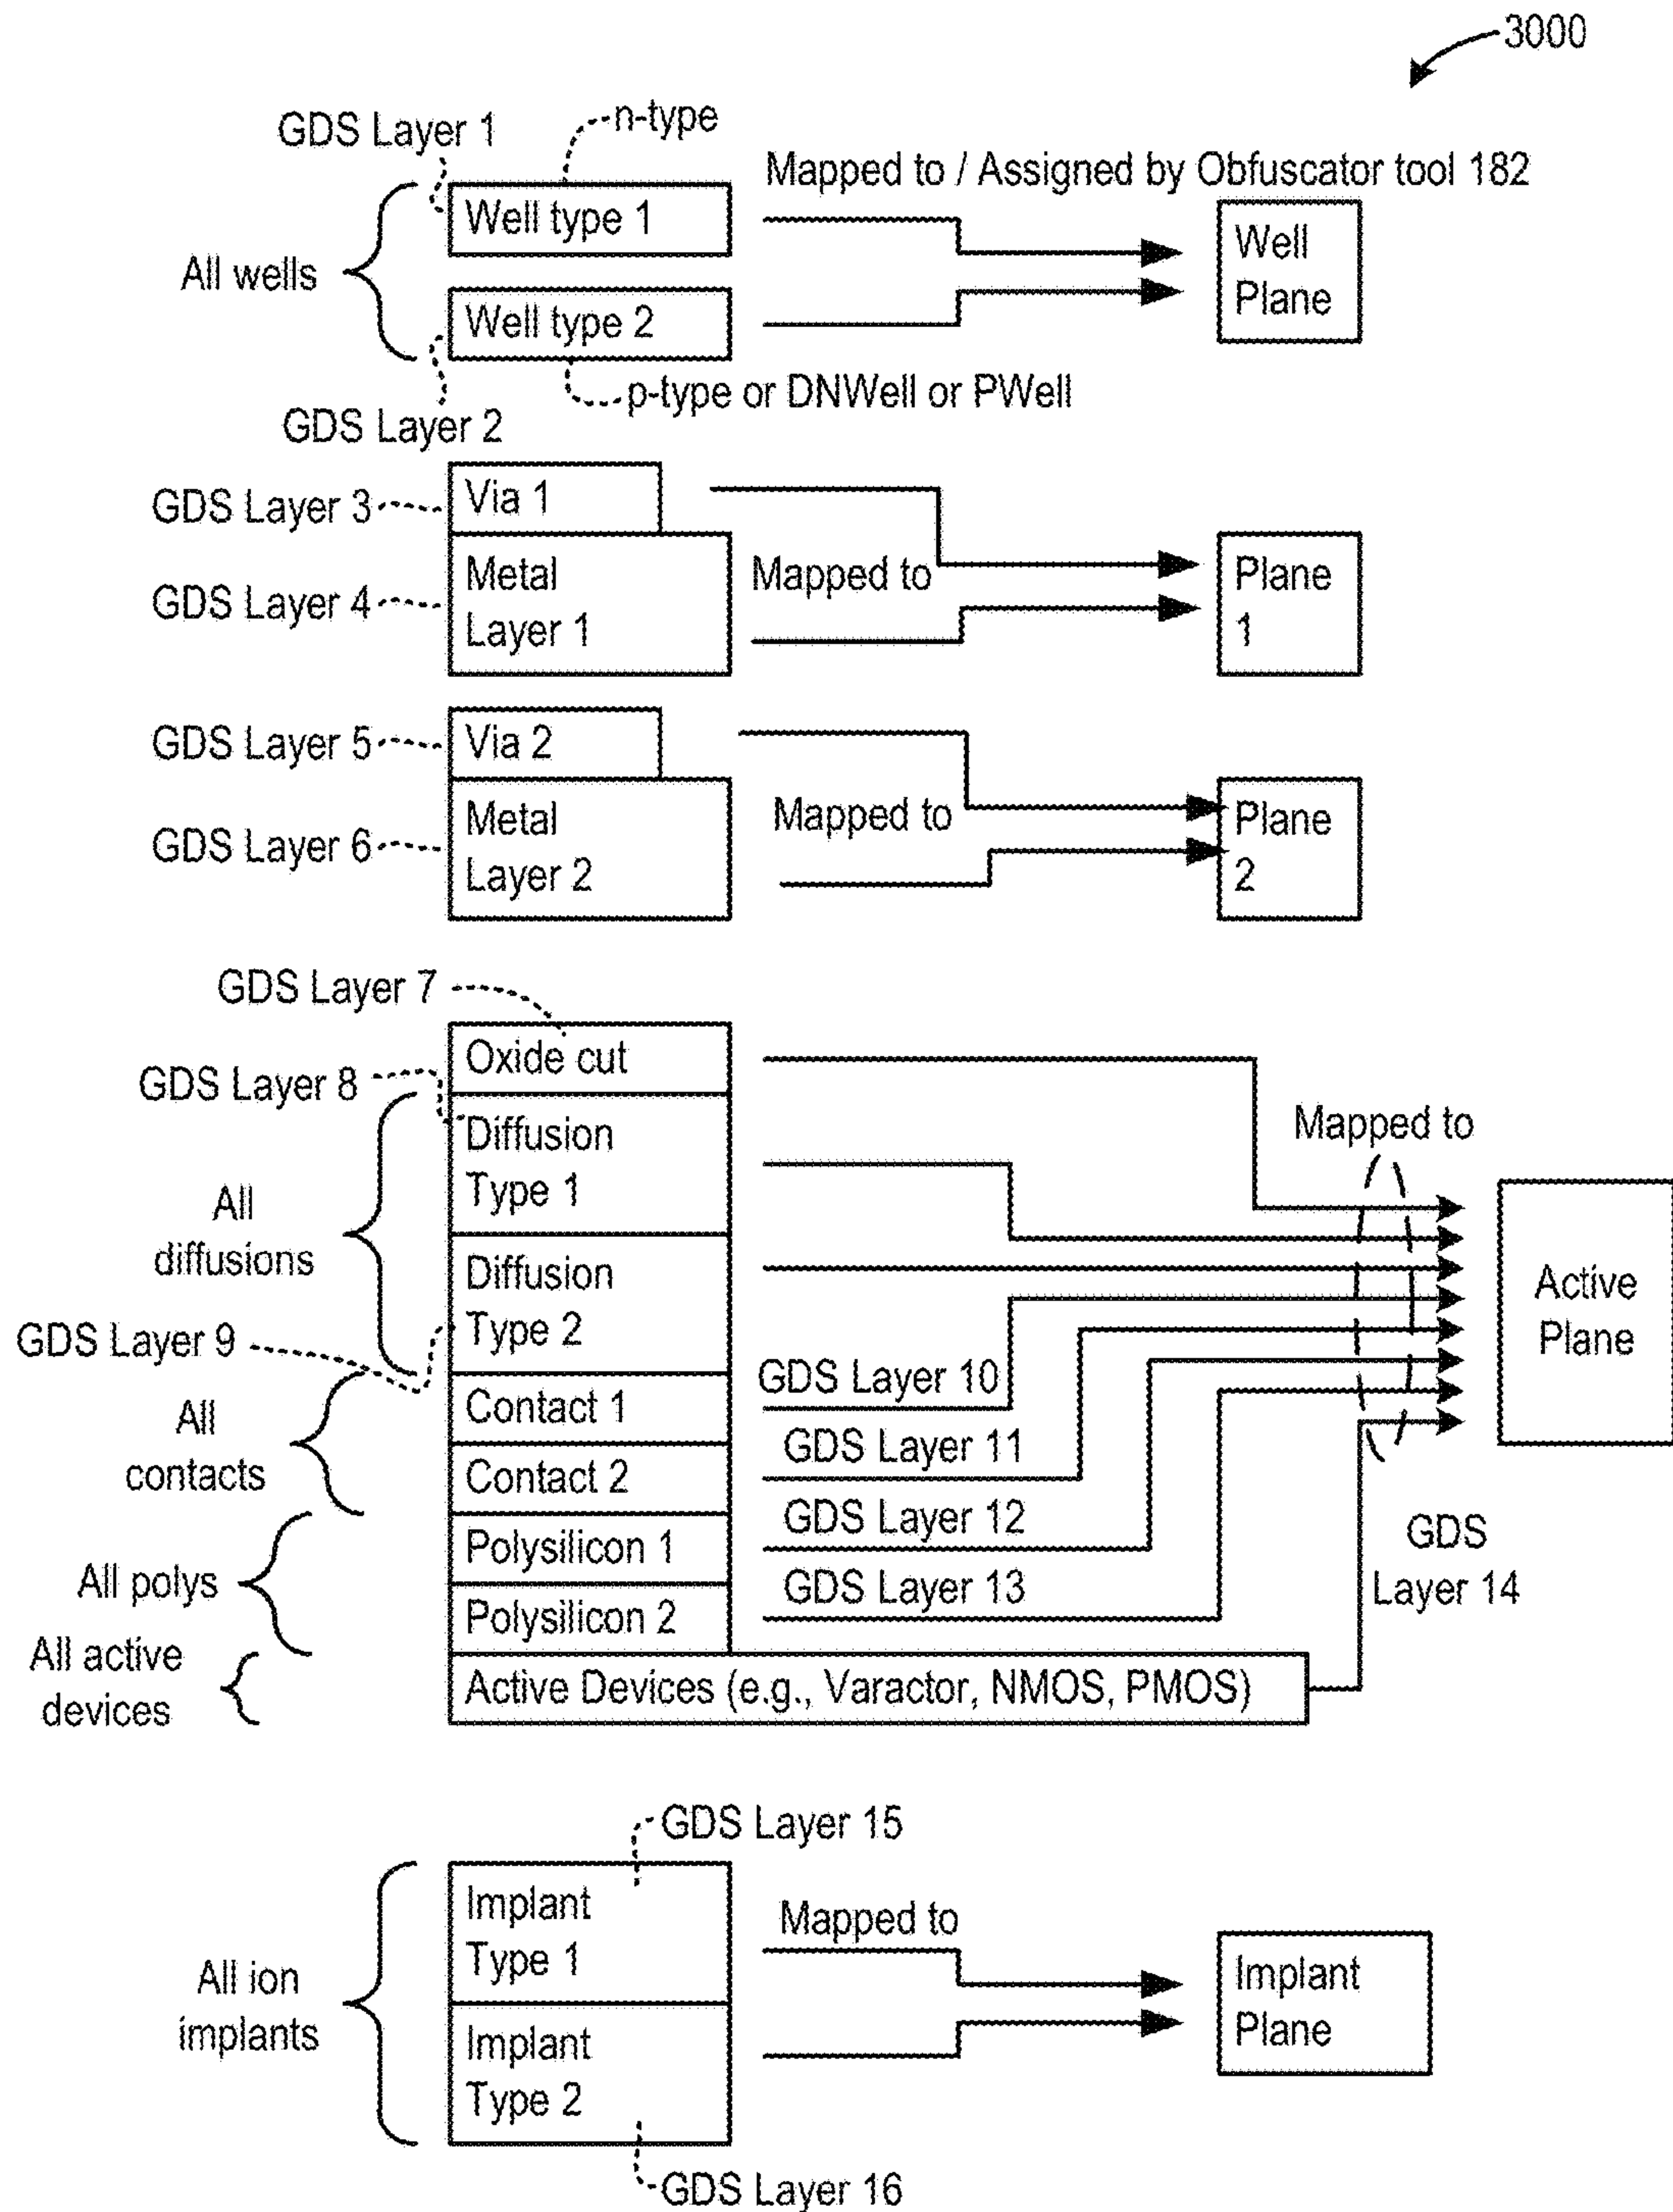 3000
GDS Layer 1
n-type
Mapped to / Assigned by Obfuscator tool 182
Well type 1
Well
Plane
All wells
Well type 2
p-type or DNWell or PWell
GDS Layer 2
GDS Layer 3
Via 1
GDS Layer 4
Metal
Layer 1
Mapped to
Plane
1
GDS Layer 5
Via 2
GDS Layer 6
Metal
Layer 2
Mapped to
Plane
2
GDS Layer 7
Oxide cut
GDS Layer 8
Diffusion
Type 1
Mapped to
All
diffusions
Diffusion
Type 2
Active
Plane
GDS Layer 9
GDS Layer 10
All
contacts
Contact 1
GDS Layer 11
Contact 2
GDS Layer 12
GDS
Layer 14
All polys
Polysilicon 1
GDS Layer 13
Polysilicon 2
All active
devices
Active Devices (e.g., Varactor, NMOS, PMOS)
GDS Layer 15
Implant
Type 1
Mapped to
All ion
implants
Implant
Plane
Implant
Type 2
GDS Layer 16